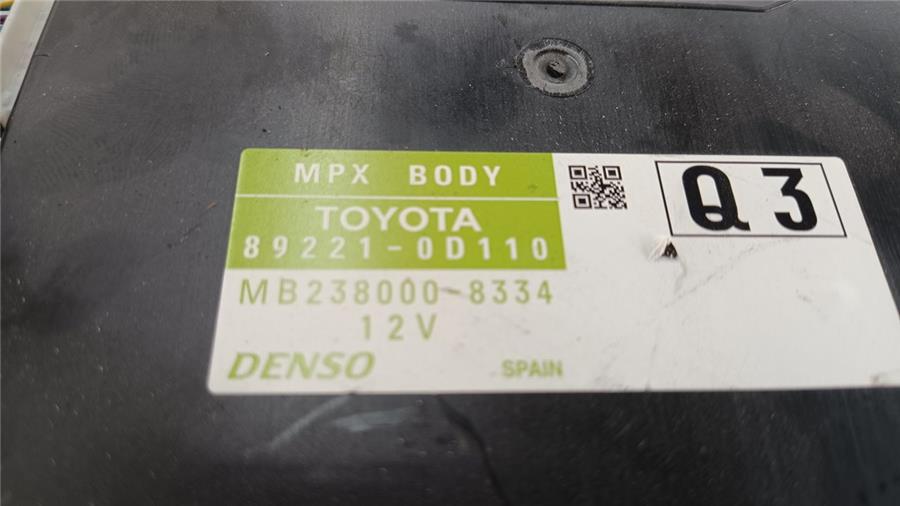 MPX BODY
Q3
TOYOTA
89221-0D110
MB238000-8334
12V
DENSO
SPAIN